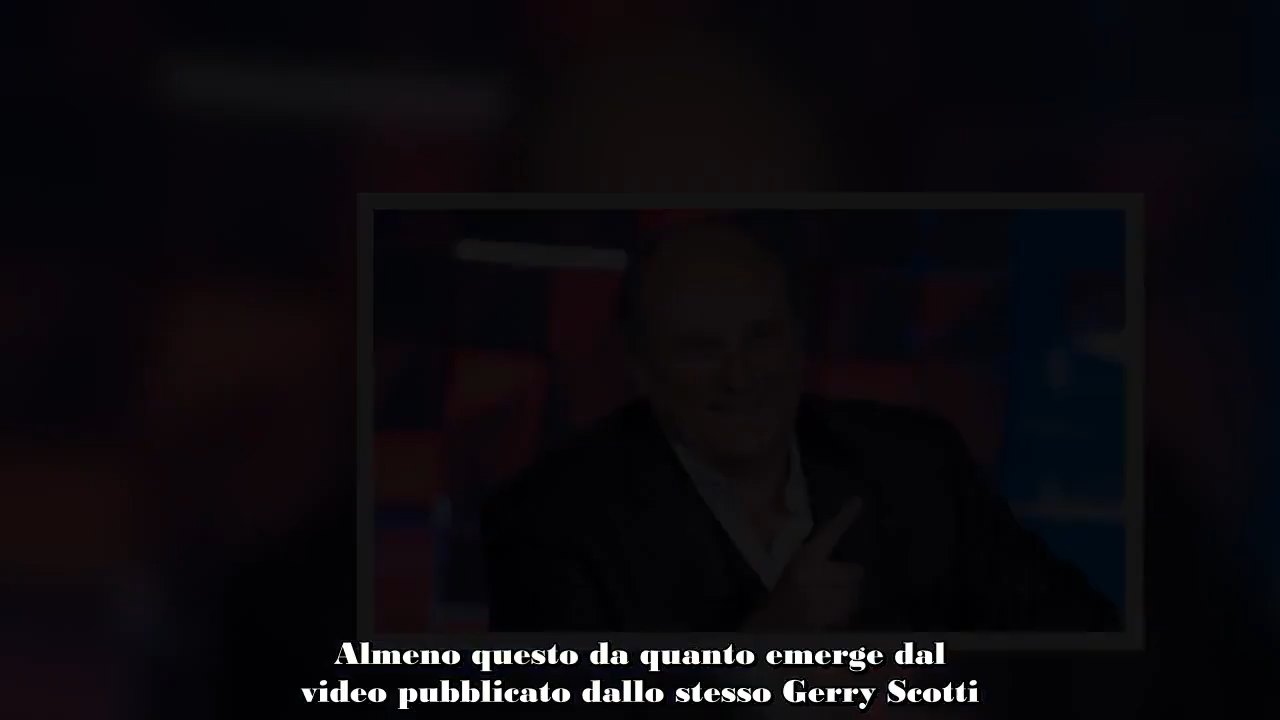 Almeno questo da quanto emerge dal
video pubblicato dallo stesso Gerry Scotti